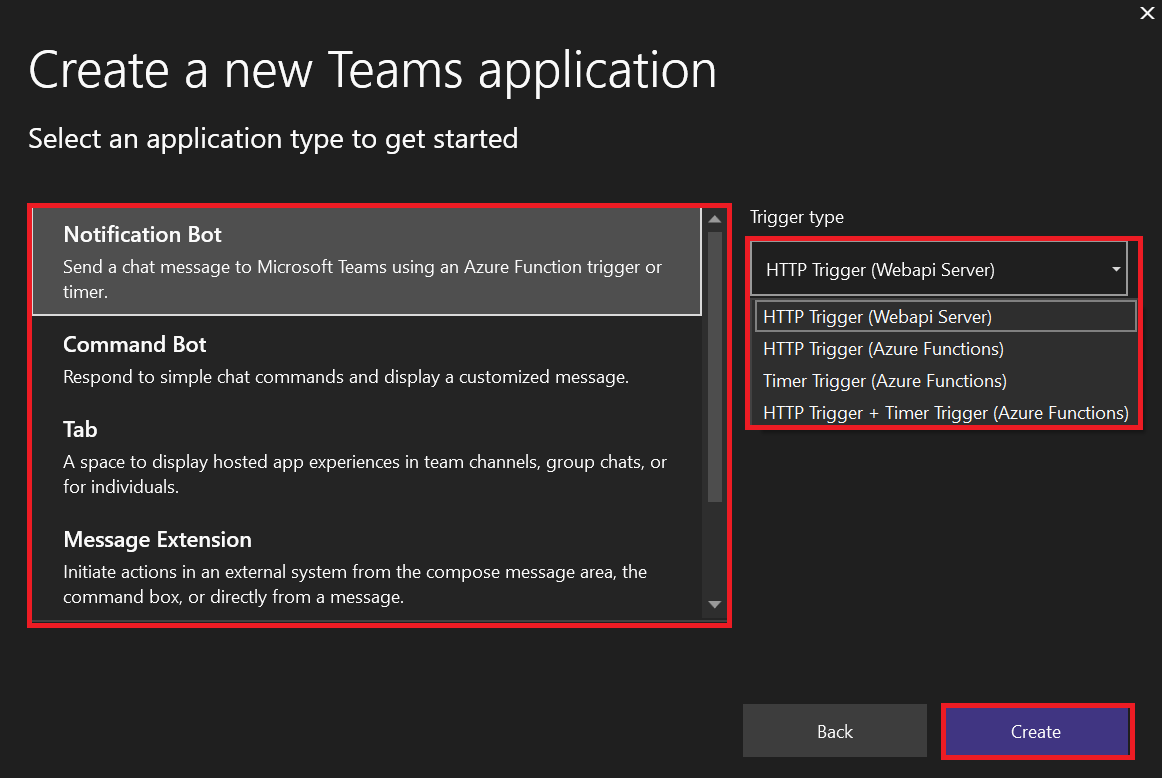 Create a new Teams application
Select an application type to get started
Notification Bot
Send a chat message to Microsoft Teams using an Azure Function trigger or
timer.
Command Bot
Respond to simple chat commands and display a customized message.
Tab
A space to display hosted app experiences in team channels, group chats, or
for individuals.
Message Extension
Initiate actions in an external system from the compose message area, the
command box, or directly from a message.
Trigger type
HTTP Trigger (Webapi Server)
HTTP Trigger (Webapi Server)
HTTP Trigger (Azure Functions)
Timer Trigger (Azure Functions)
HTTP Trigger + Timer Trigger (Azure Functions)
Back
Create